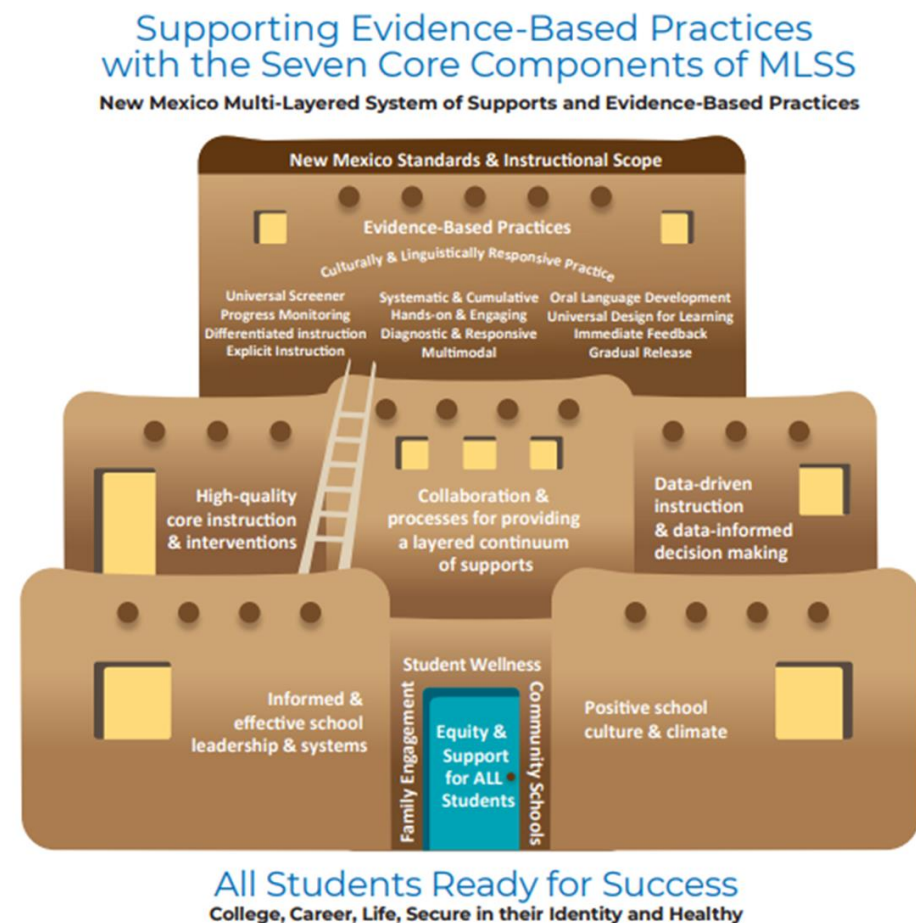 Supporting Evidence-Based Practices
with the Seven Core Components of MLSS
New Mexico Multi-Layered System of Supports and Evidence-Based Practices
New Mexico Standards & Instructional Scope
Evidence-Based Practices
Culturally & Linguistically Responsive Practice
Universal Screener
Progress Monitoring
Differentiated instruction
Explicit Instruction
Systematic & Cumulative
Hands-on & Engaging
Diagnostic & Responsive
Multimodal
Oral Language Development
Universal Design for Learning
Immediate Feedback
Gradual Release
High-quality
core instruction
& interventions
Collaboration &
processes for providing
a layered continuum
of supports
Data-driven
instruction
& data-informed
decision making
Informed &
effective school
leadership & systems
Student Wellness
Family Engagement
Equity &
Support
for ALL
Students
Community Schools
Positive school
culture & climate
All Students Ready for Success
College, Career, Life, Secure in their Identity and Healthy